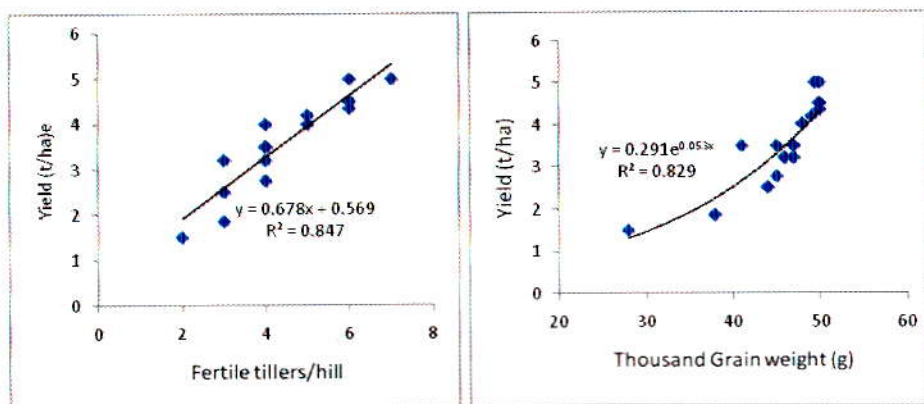 6
5
4
3
2
1
0
Yield (t/ha)e
y = 0.678x + 0.569
R² = 0.847
0 2 4 6 8
Fertile tillers/hill
6
5
4
3
2
1
0
Yield (t/ha)
y = 0.291e^0.053x
R² = 0.829
20 30 40 50 60
Thousand Grain weight (g)